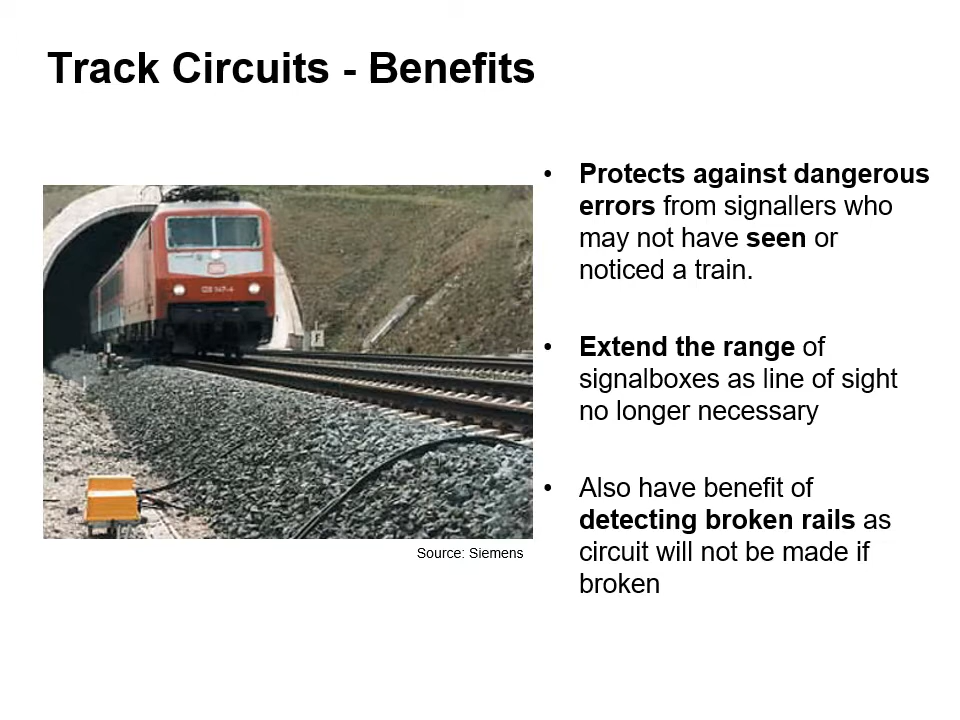 Track Circuits - Benefits
• Protects against dangerous
errors from signallers who
may not have seen or
noticed a train.
• Extend the range of
signalboxes as line of sight
no longer necessary
• Also have benefit of
detecting broken rails as
circuit will not be made if
broken
F
Source: Siemens